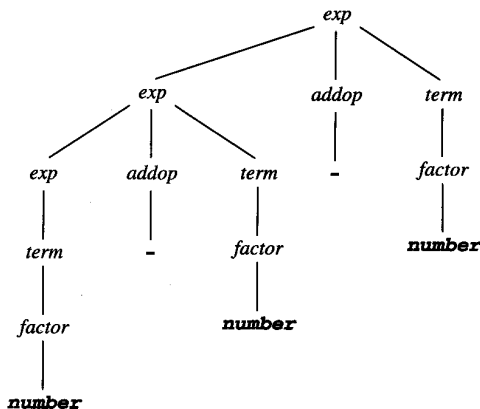 exp
exp addop term
exp addop term - factor
term - factor number
factor number
number